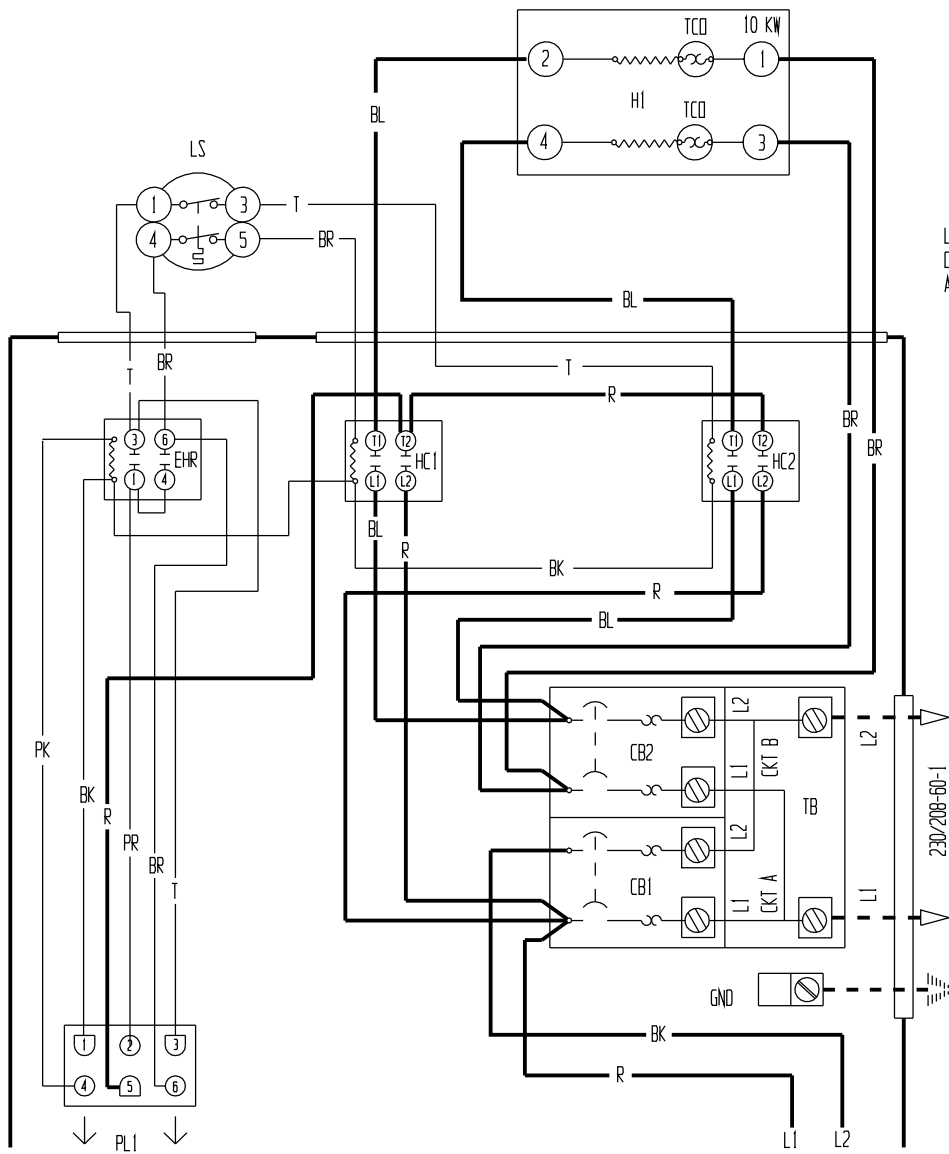 TCO 10 KW
2 1
H1
TCO
4 3
BL
LS
1 3 T
4 5 BR
L
A
BL
BR
T
T
R
3 6
EHR
1 4
T1 T2
HC1
L1 L2
T1 T2
HC2
L1 L2
BR
BR
BL
R
BK
R
BL
PK
BK
R
PR
BR
T
L2
CB2
L1
CKT B
TB
L2
L2
CB1
L1
CKT A
L1
230/208-60-1
GND
BK
R
1 2 3
4 5 6
PL1
L1 L2